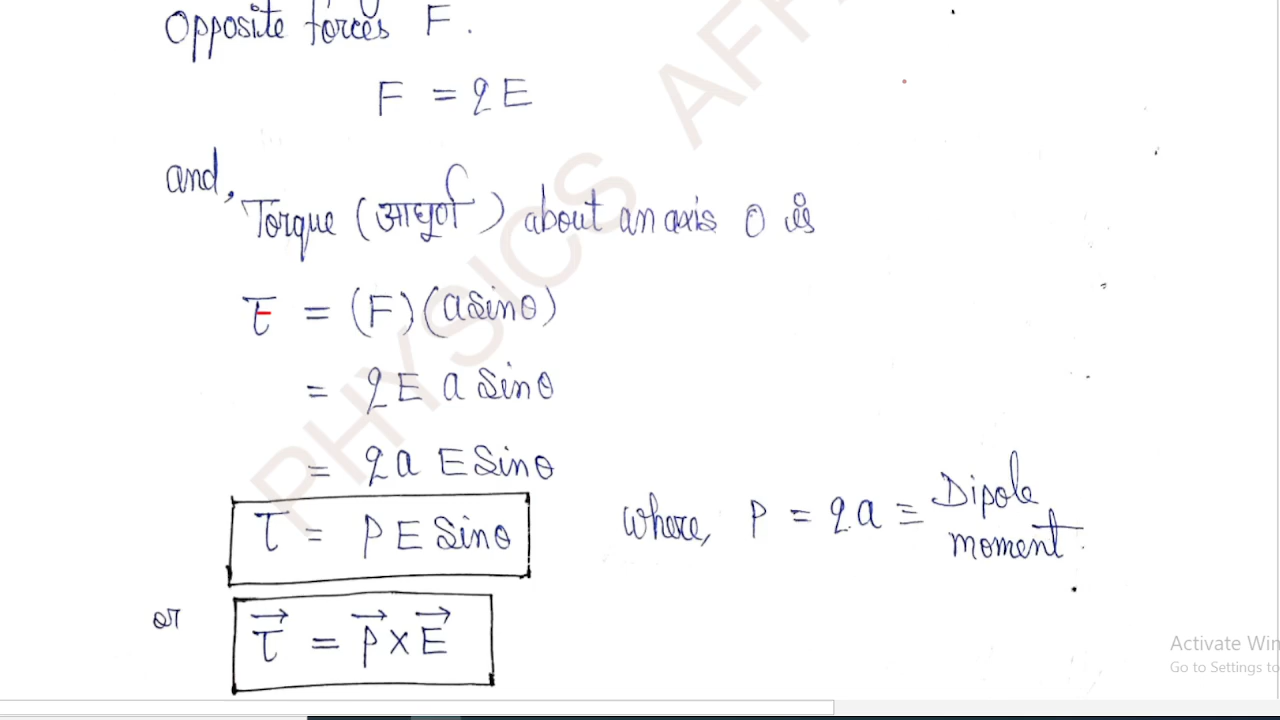 Opposite forces F.
F = qE
and,
Torque (आघूर्ण) about an axis O is
τ = (F)(a sinθ)
= qE a sinθ
= qa E sinθ
τ = PE sinθ
where, P = q.a ≡ Dipole
moment.
or
τ⃗ = P⃗ × E⃗
PHYSICS
Activate Win
Go to Settings to